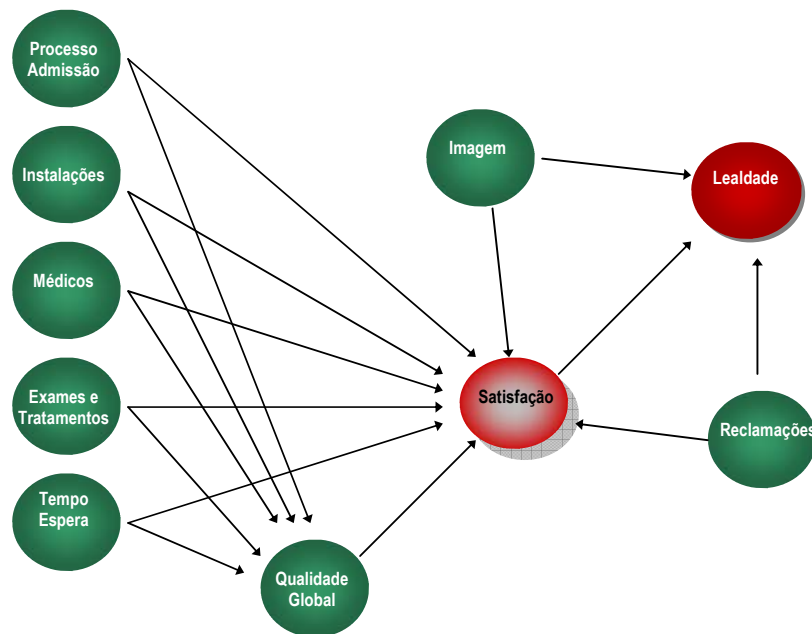 Processo
Admissão
Instalações
Médicos
Exames e
Tratamentos
Tempo
Espera
Qualidade
Global
Imagem
Satisfação
Lealdade
Reclamações